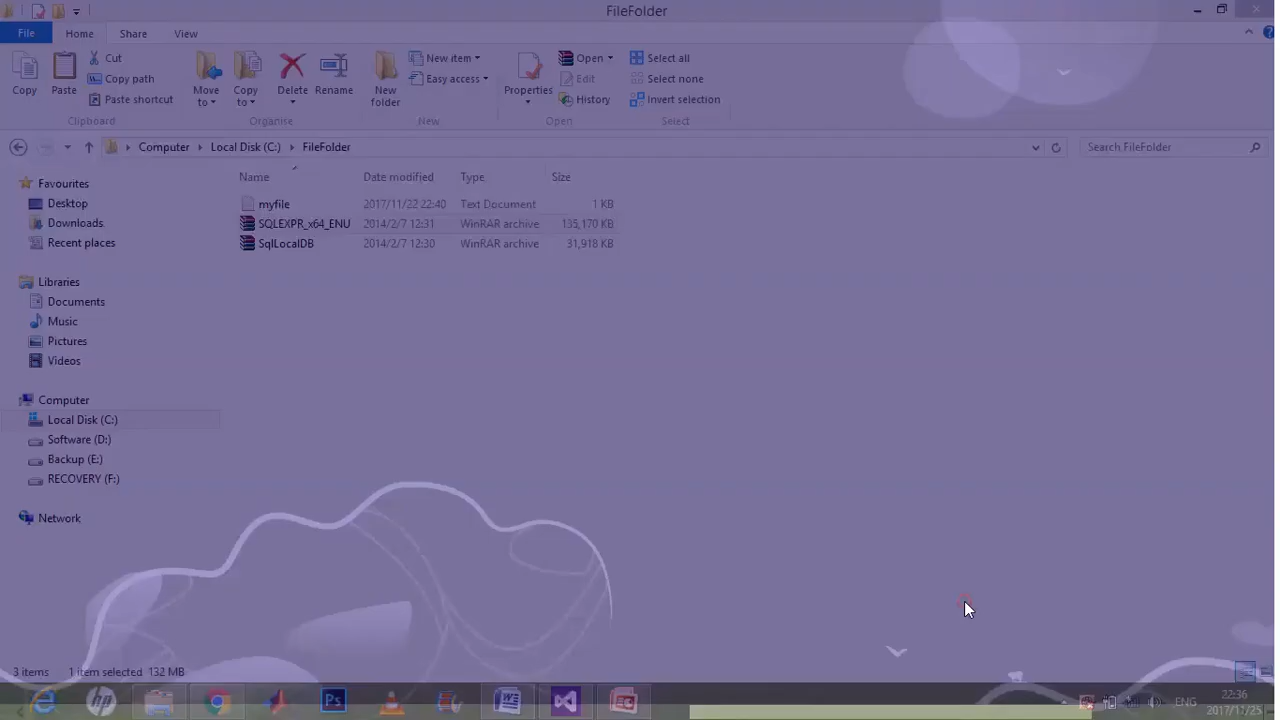 FileFolder
File Home Share View
Copy
Paste
Cut
Copy path
Paste shortcut
Clipboard
Move to
Copy to
Delete
Rename
Organise
New folder
New item
Easy access
New
Properties
Open
Edit
History
Open
Select all
Select none
Invert selection
Select
Computer Local Disk (C:) FileFolder
Search FileFolder
Favourites
Desktop
Downloads
Recent places
Libraries
Documents
Music
Pictures
Videos
Computer
Local Disk (C:)
Software (D:)
Backup (E:)
RECOVERY (F:)
Network
Name Date modified Type Size
myfile 2017/11/22 22:40 Text Document 1 KB
SQLEXPR_x64_ENU 2014/2/7 12:31 WinRAR archive 135,170 KB
SqlLocalDB 2014/2/7 12:30 WinRAR archive 31,918 KB
3 items 1 item selected 132 MB
hp
Ps
ENG
22:36
2017/11/25